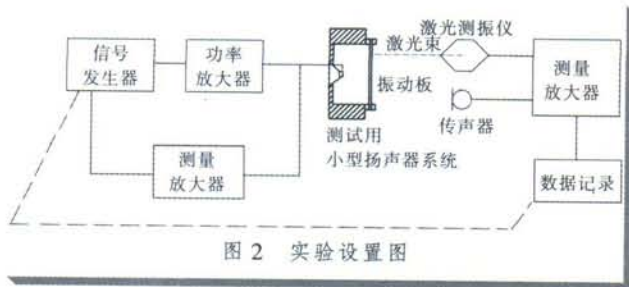 信号
发生器
功率
放大器
测量
放大器
激光束
激光测振仪
振动板
传声器
测试用
小型扬声器系统
测量
放大器
数据记录
图 2 实验设置图